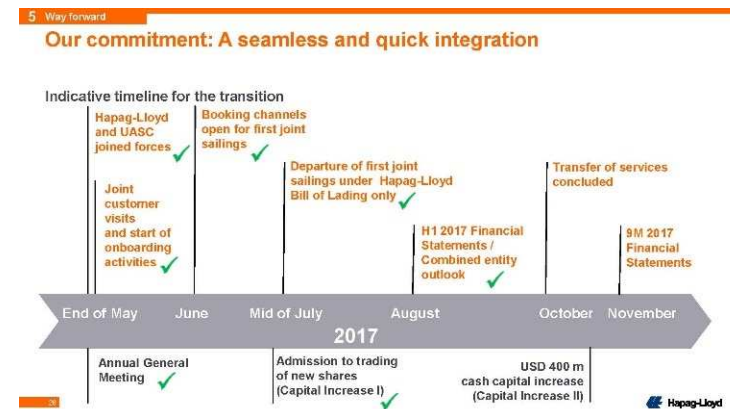 5 Way forward
Our commitment: A seamless and quick integration
Indicative timeline for the transition
Hapag-Lloyd
and UASC
joined forces
Booking channels
open for first joint
sailings
Joint
customer
visits
and start of
onboarding
activities
Departure of first joint
sailings under Hapag-Lloyd
Bill of Lading only
H1 2017 Financial
Statements /
Combined entity
outlook
Transfer of services
concluded
9M 2017
Financial
Statements
End of May June Mid of July August October November
2017
Annual General
Meeting
Admission to trading
of new shares
(Capital Increase I)
USD 400 m
cash capital increase
(Capital Increase II)
Hapag-Lloyd